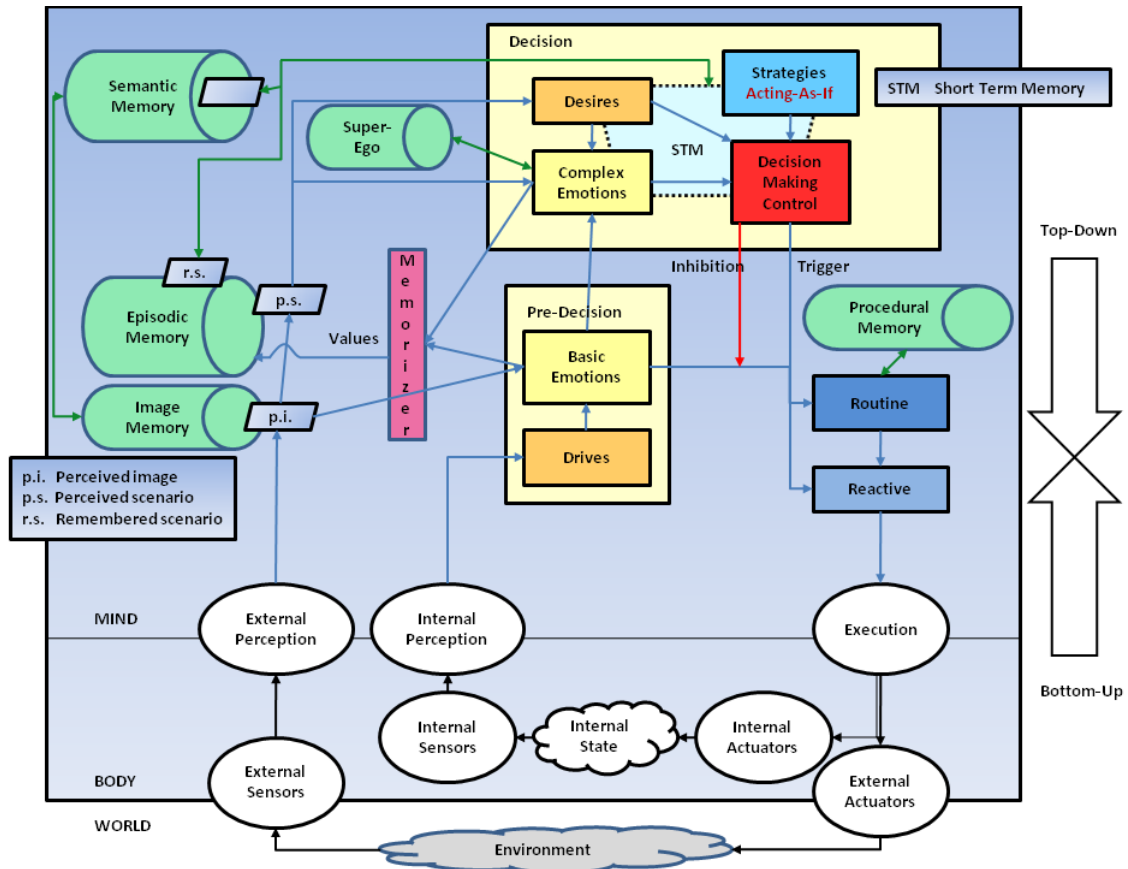 Decision
Semantic
Memory
Strategies
Acting-As-If
STM Short Term Memory
Desires
Super-
Ego
STM
Complex
Emotions
Decision
Making
Control
Top-Down
Inhibition
Trigger
M
e
m
o
r
i
z
e
r
r.s.
p.s.
Episodic
Memory
Values
Pre-Decision
Procedural
Memory
Basic
Emotions
Image
Memory
p.i.
Routine
Drives
Reactive
p.i. Perceived image
p.s. Perceived scenario
r.s. Remembered scenario
MIND
External
Perception
Internal
Perception
Execution
Bottom-Up
Internal
Sensors
Internal
State
Internal
Actuators
BODY
External
Sensors
External
Actuators
WORLD
Environment